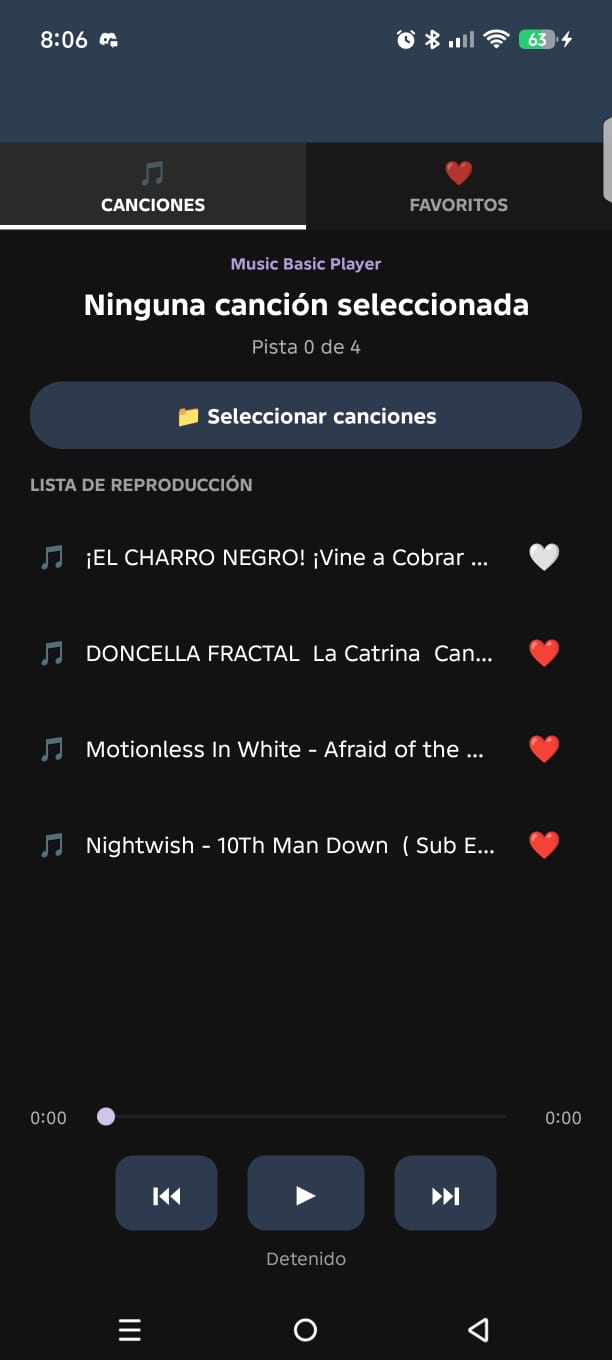 8:06
63
CANCIONES
FAVORITOS
Music Basic Player
Ninguna canción seleccionada
Pista 0 de 4
Seleccionar canciones
LISTA DE REPRODUCCIÓN
¡EL CHARRO NEGRO! ¡Vine a Cobrar ...
DONCELLA FRACTAL  La Catrina  Can...
Motionless In White - Afraid of the ...
Nightwish - 10Th Man Down  ( Sub E...
0:00
0:00
Detenido